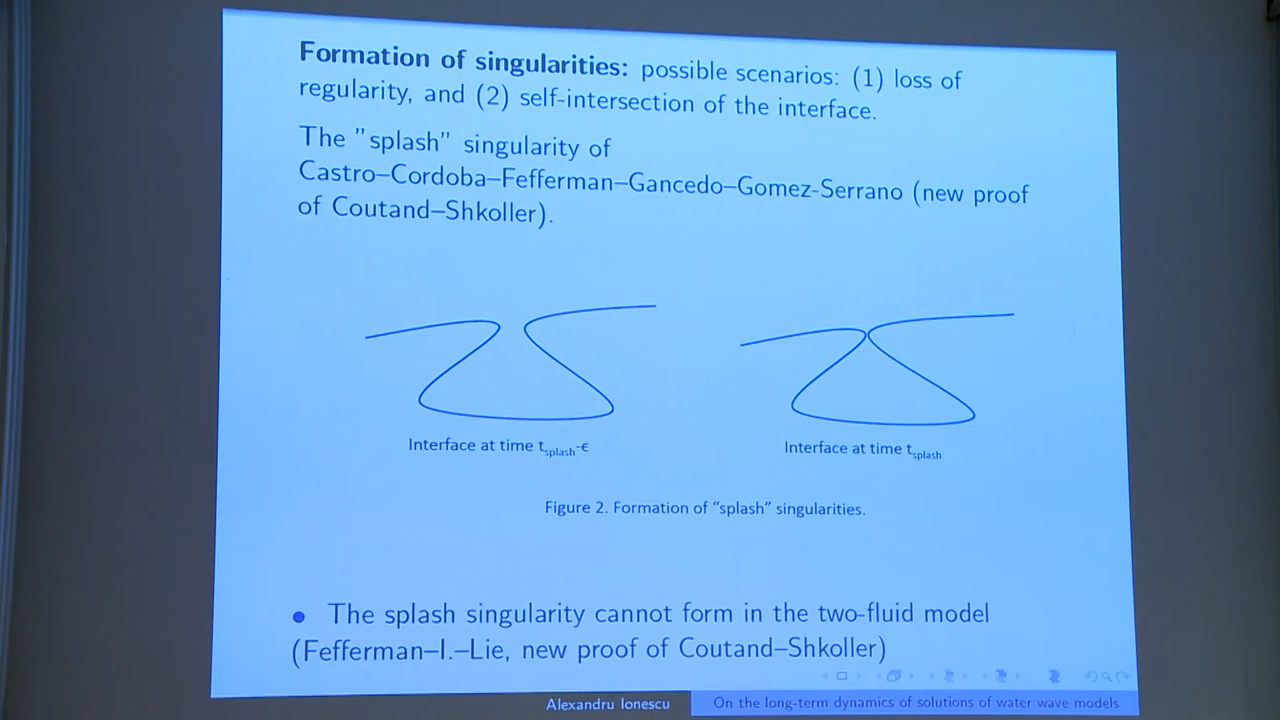 Formation of singularities: possible scenarios: (1) loss of
regularity, and (2) self-intersection of the interface.
The "splash" singularity of
Castro–Cordoba–Fefferman–Gancedo–Gomez-Serrano (new proof
of Coutand–Shkoller).
Interface at time tsplash-ϵ
Interface at time tsplash
Figure 2. Formation of “splash” singularities.
• The splash singularity cannot form in the two-fluid model
(Fefferman–I.–Lie, new proof of Coutand–Shkoller)
Alexandru Ionescu
On the long-term dynamics of solutions of water wave models